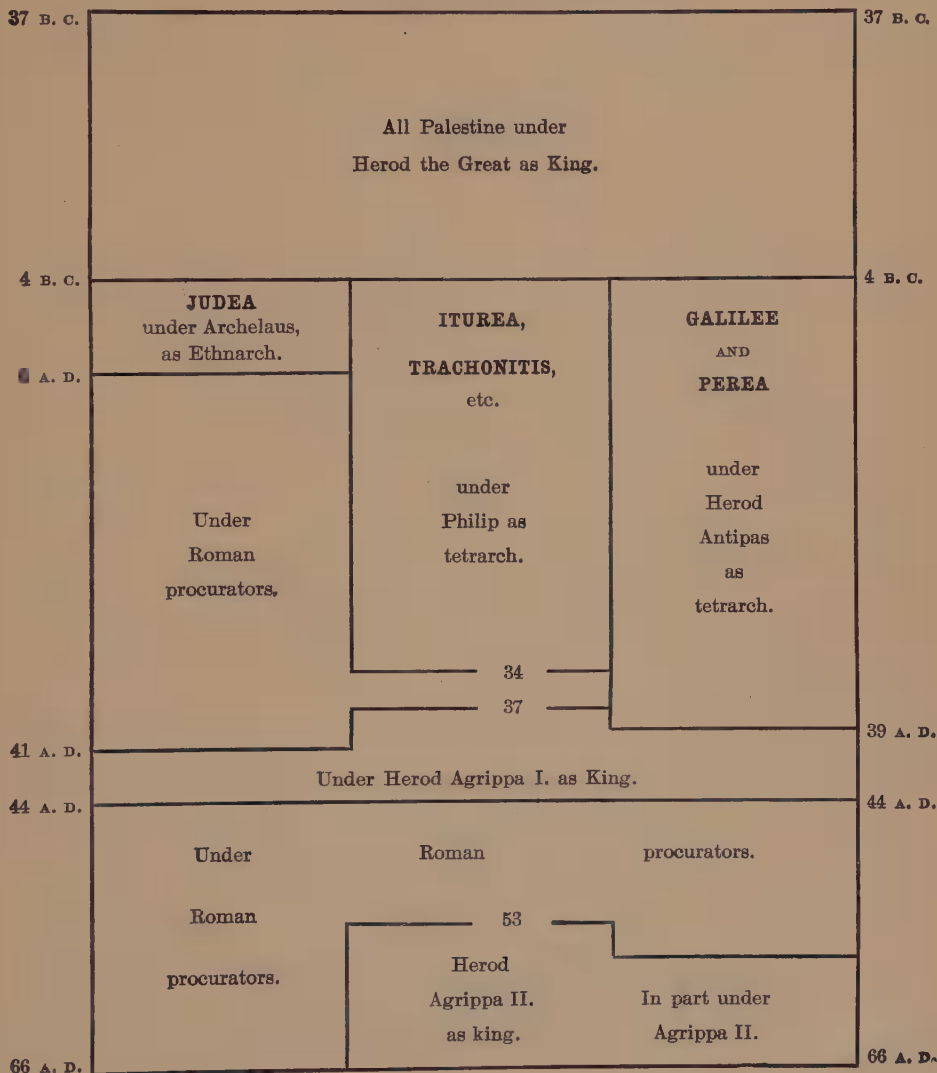 37 B. C.
37 B. C.
All Palestine under
Herod the Great as King.
4 B. C.
4 B. C.
JUDEA
under Archelaus,
as Ethnarch.
A. D.
Under
Roman
procurators.
ITUREA,
TRACHONITIS,
etc.
under
Philip as
tetrarch.
34
37
GALILEE
AND
PEREA
under
Herod
Antipas
as
tetrarch.
39 A. D.
41 A. D.
Under Herod Agrippa I. as King.
44 A. D.
44 A. D.
Under Roman procurators.
Roman
procurators.
53
Herod
Agrippa II.
as king.
In part under
Agrippa II.
66 A. D.
66 A. D.